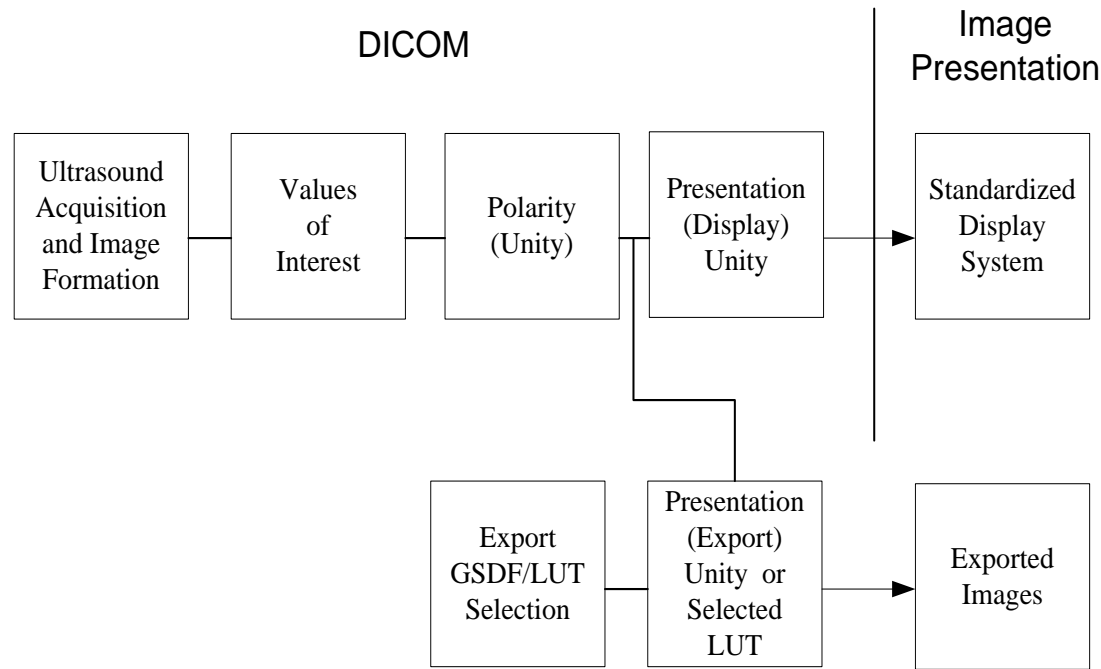 DICOM
Image
Presentation
Ultrasound
Acquisition
and Image
Formation
Values
of
Interest
Polarity
(Unity)
Presentation
(Display)
Unity
Standardized
Display
System
Export
GSDF/LUT
Selection
Presentation
(Export)
Unity or
Selected
LUT
Exported
Images